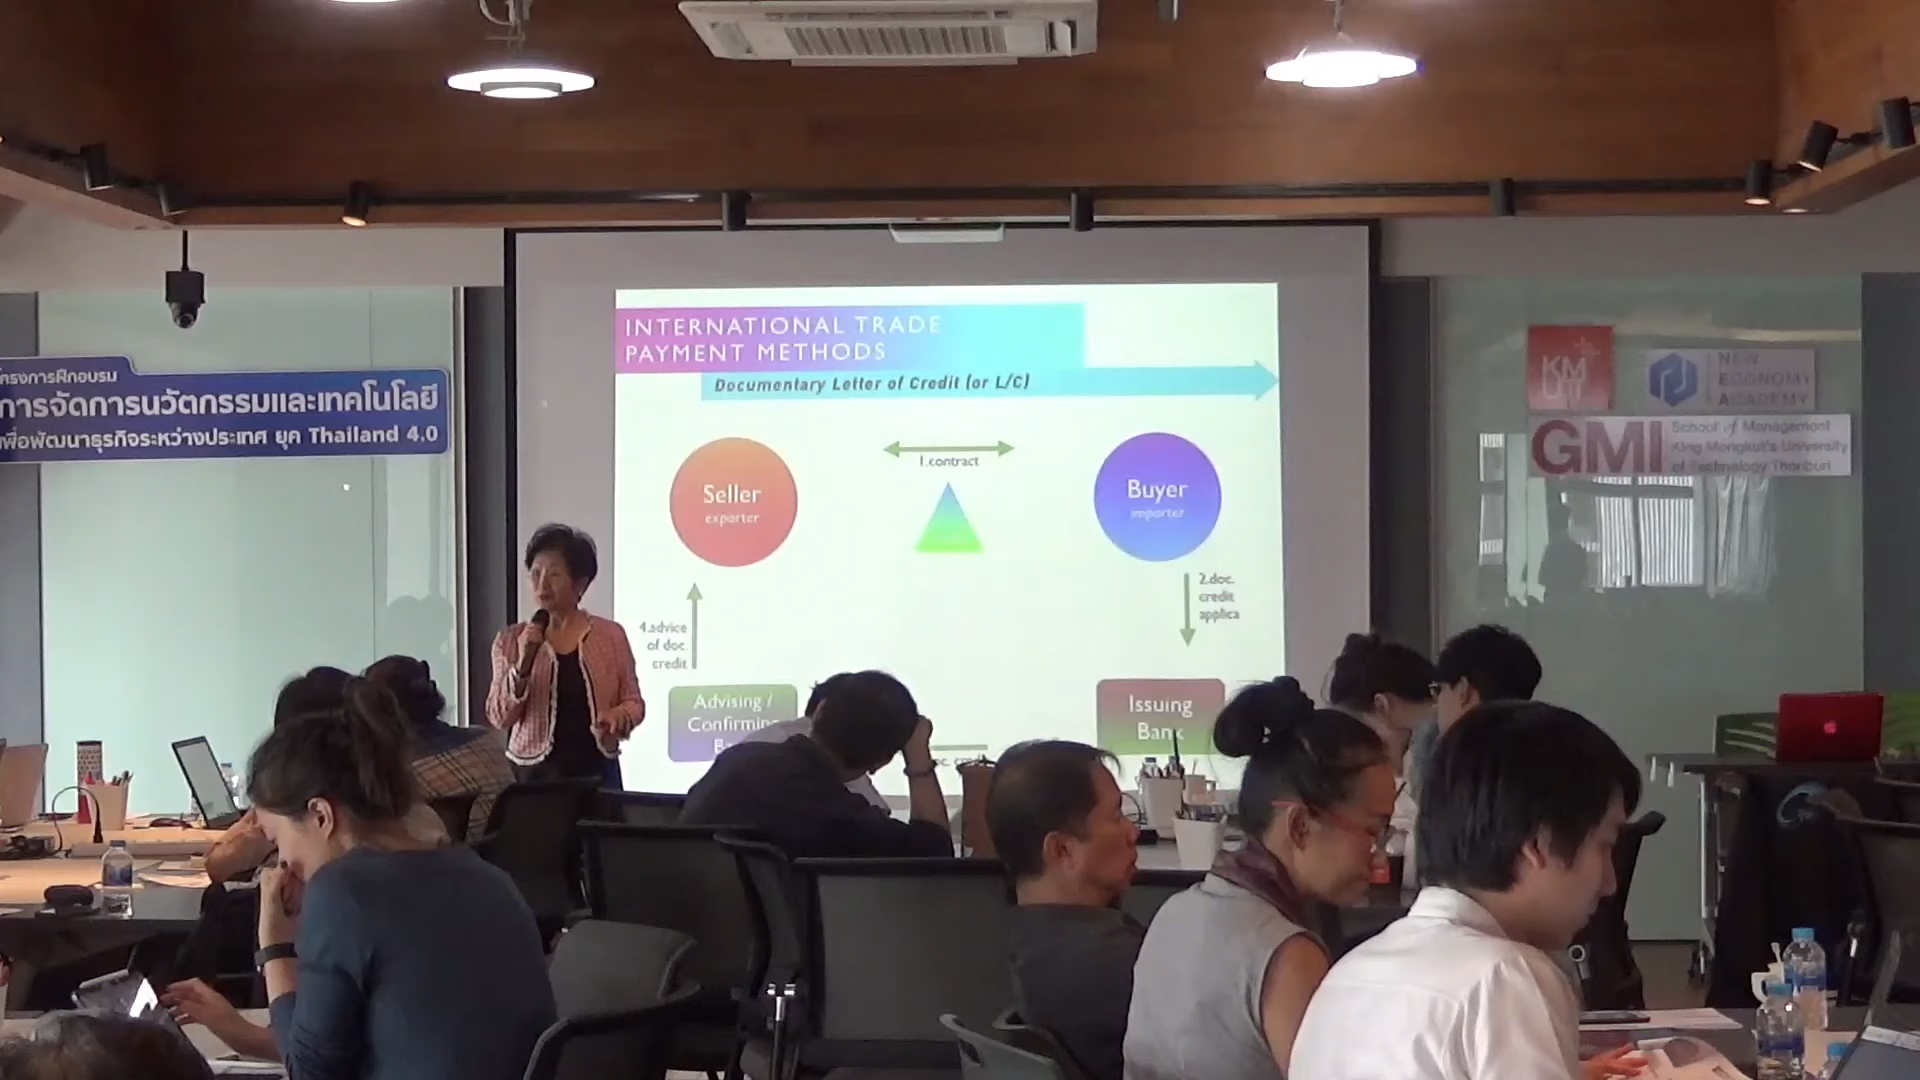 โครงการฝึกอบรม
การจัดการนวัตกรรมและเทคโนโลยี
เพื่อพัฒนาธุรกิจระหว่างประเทศ ยุค Thailand 4.0
INTERNATIONAL TRADE
PAYMENT METHODS
Documentary Letter of Credit (or L/C)
Seller
exporter
1.contract
Buyer
importer
2.doc.
credit
applica
4.advice
of doc.
credit
Advising /
Confirming
Issuing
Bank
KM
UTT
NEW
ECONOMY
ACADEMY
GMI
School of Management
King Mongkut's University
of Technology Thonburi